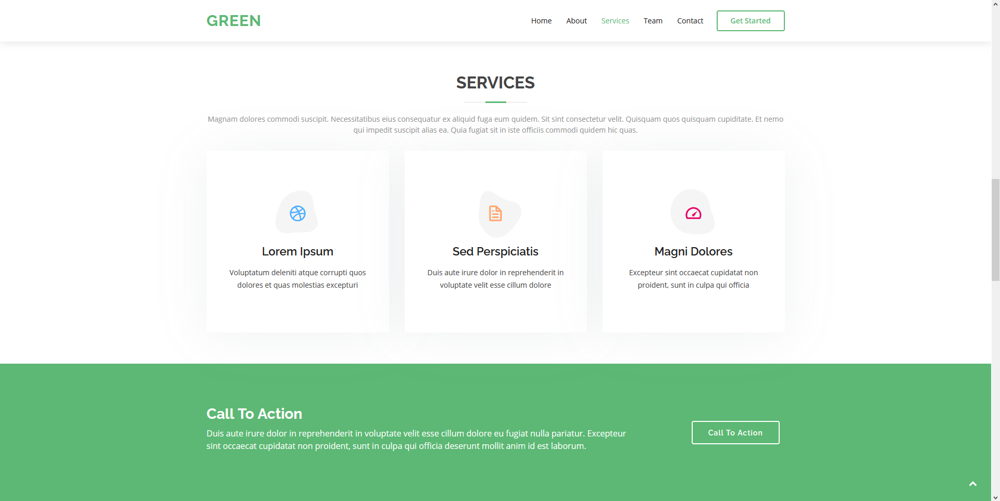 GREEN
Home About Services Team Contact Get Started
SERVICES
Magnam dolores commodi suscipit. Necessitatibus eius consequatur ex aliquid fuga eum quidem. Sit sint consectetur velit. Quisquam quos quisquam cupiditate. Et nemo
qui impedit suscipit alias ea. Quia fugiat sit in iste officiis commodi quidem hic quas.
Lorem Ipsum
Voluptatum deleniti atque corrupti quos
dolores et quas molestias excepturi
Sed Perspiciatis
Duis aute irure dolor in reprehenderit in
voluptate velit esse cillum dolore
Magni Dolores
Excepteur sint occaecat cupidatat non
proident, sunt in culpa qui officia
Call To Action
Duis aute irure dolor in reprehenderit in voluptate velit esse cillum dolore eu fugiat nulla pariatur. Excepteur
sint occaecat cupidatat non proident, sunt in culpa qui officia deserunt mollit anim id est laborum.
Call To Action